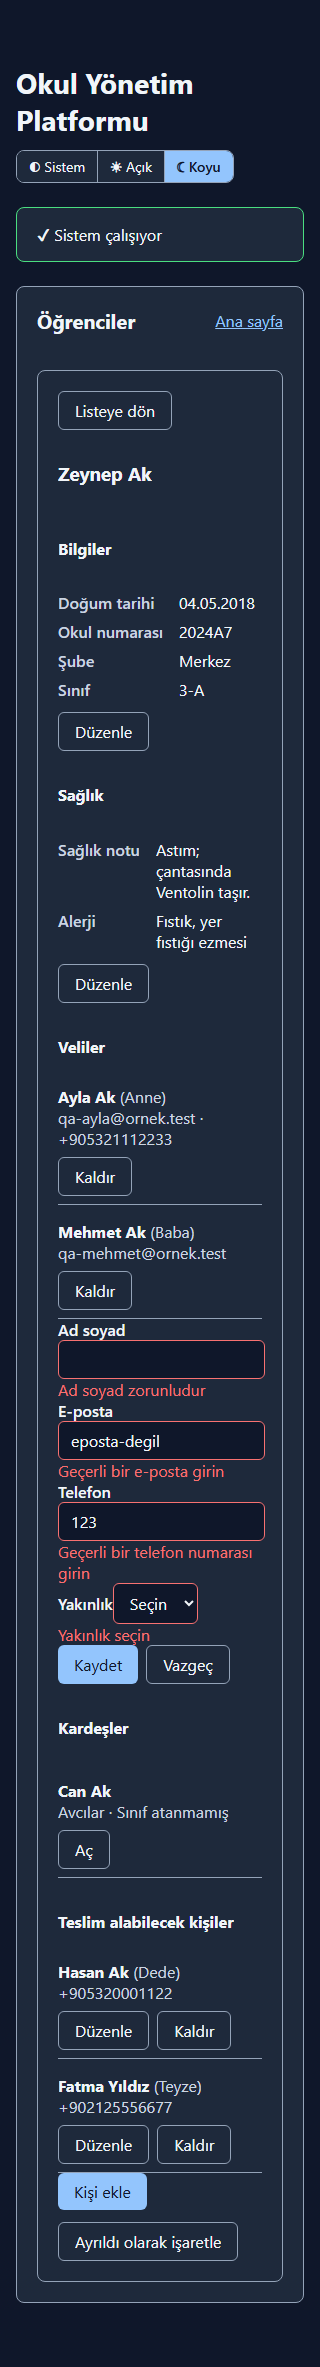 Okul Yönetim
Platformu
◐ Sistem
☀ Açık
☾ Koyu
✓ Sistem çalışıyor
Öğrenciler
Ana sayfa
Listeye dön
Zeynep Ak
Bilgiler
Doğum tarihi 04.05.2018
Okul numarası 2024A7
Şube Merkez
Sınıf 3-A
Düzenle
Sağlık
Sağlık notu Astım;
çantasında
Ventolin taşır.
Alerji Fıstık, yer
fıstığı ezmesi
Düzenle
Veliler
Ayla Ak (Anne)
qa-ayla@ornek.test ·
+905321112233
Kaldır
Mehmet Ak (Baba)
qa-mehmet@ornek.test
Kaldır
Ad soyad
Ad soyad zorunludur
E-posta
eposta-degil
Geçerli bir e-posta girin
Telefon
123
Geçerli bir telefon numarası
girin
Yakınlık Seçin
Yakınlık seçin
Kaydet Vazgeç
Kardeşler
Can Ak
Avcılar · Sınıf atanmamış
Aç
Teslim alabilecek kişiler
Hasan Ak (Dede)
+905320001122
Düzenle Kaldır
Fatma Yıldız (Teyze)
+902125556677
Düzenle Kaldır
Kişi ekle
Ayrıldı olarak işaretle